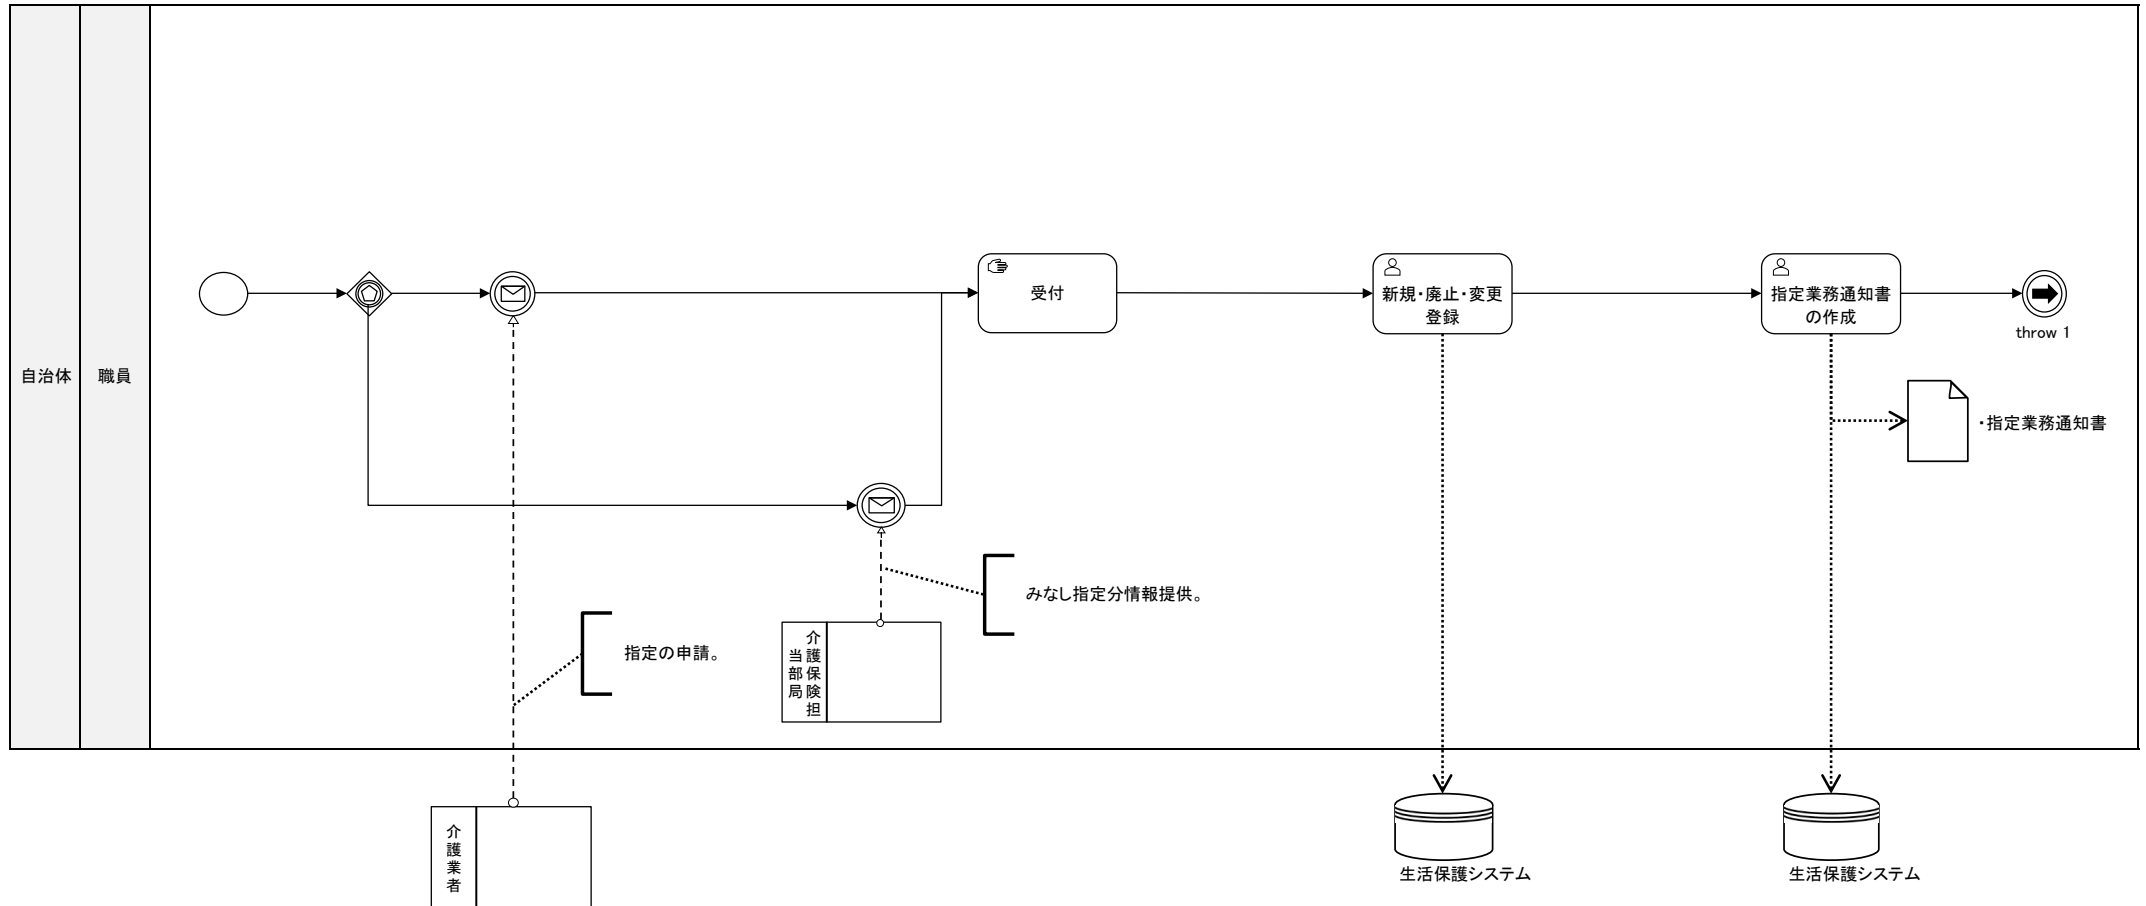 自治体
職員
受付
新規・廃止・変更
登録
指定業務通知書
の作成
throw 1
・指定業務通知書
みなし指定分情報提供。
指定の申請。
介護保険担
当部局
介護業者
生活保護システム
生活保護システム